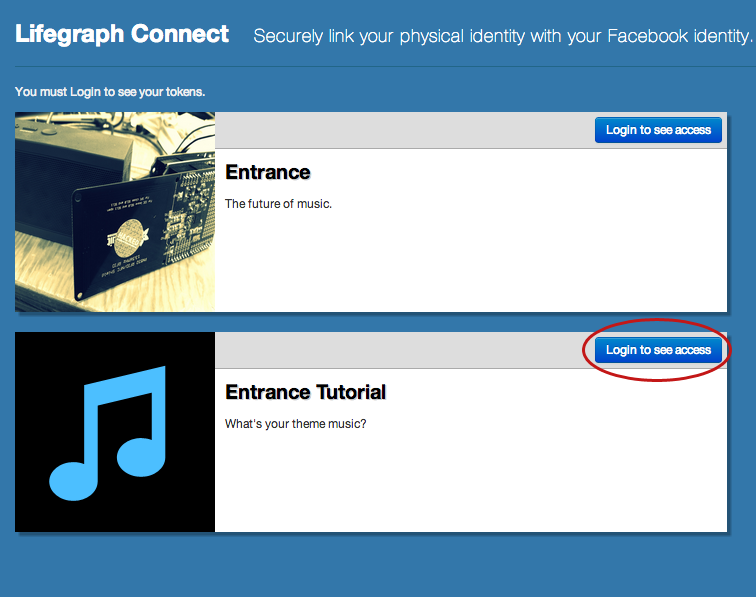 Lifegraph Connect Securely link your physical identity with your Facebook identity.
You must Login to see your tokens.
Login to see access
Entrance
The future of music.
Login to see access
Entrance Tutorial
What's your theme music?